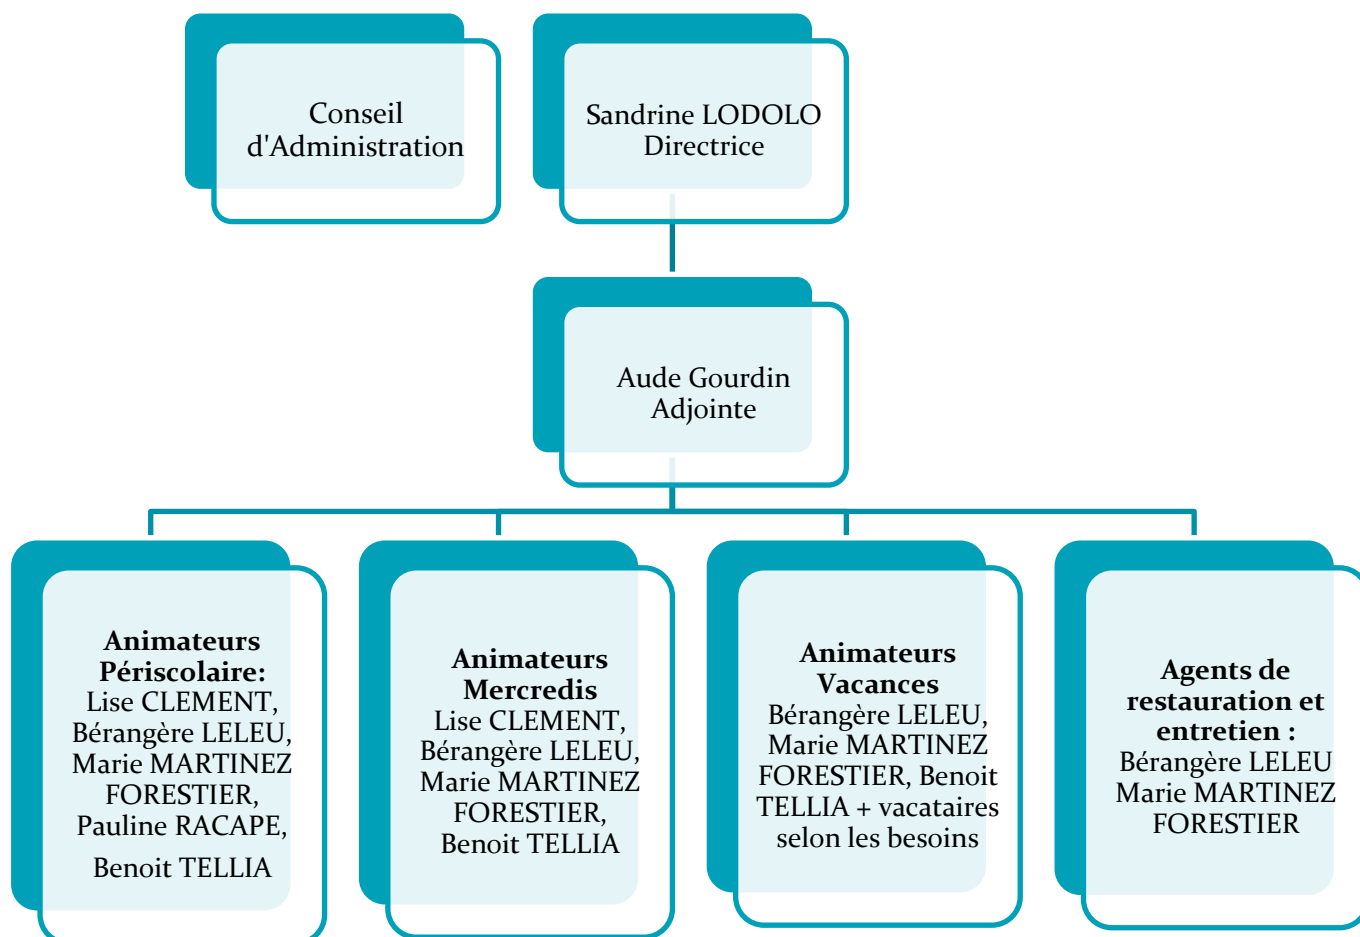 Conseil
d'Administration
Sandrine LODOLO
Directrice
Aude Gourdin
Adjointe
Animateurs
Périscolaire:
Lise CLEMENT,
Bérangère LELEU,
Marie MARTINEZ
FORESTIER,
Pauline RACAPE,
Benoit TELLIA
Animateurs
Mercredis
Lise CLEMENT,
Bérangère LELEU,
Marie MARTINEZ
FORESTIER,
Benoit TELLIA
Animateurs
Vacances
Bérangère LELEU,
Marie MARTINEZ
FORESTIER, Benoit
TELLIA + vacataires
selon les besoins
Agents de
restauration et
entretien :
Bérangère LELEU
Marie MARTINEZ
FORESTIER